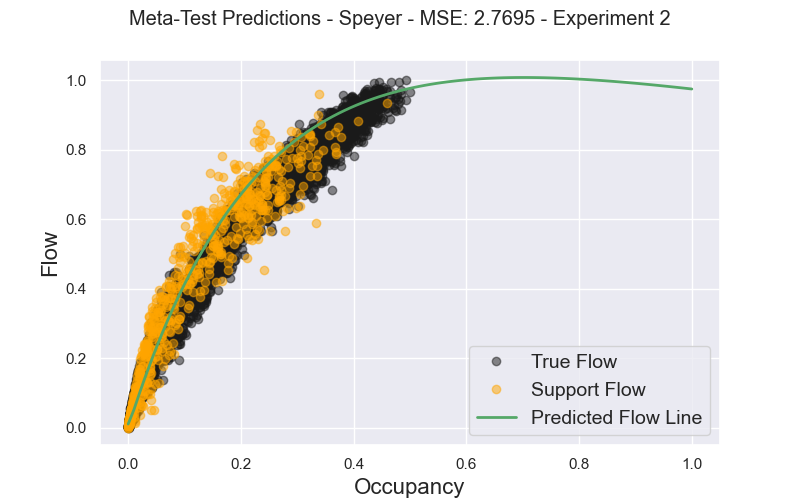 Meta-Test Predictions - Speyer - MSE: 2.7695 - Experiment 2
1.0
0.8
0.6
0.4
0.2
0.0
Flow
True Flow
Support Flow
Predicted Flow Line
0.0 0.2 0.4 0.6 0.8 1.0
Occupancy